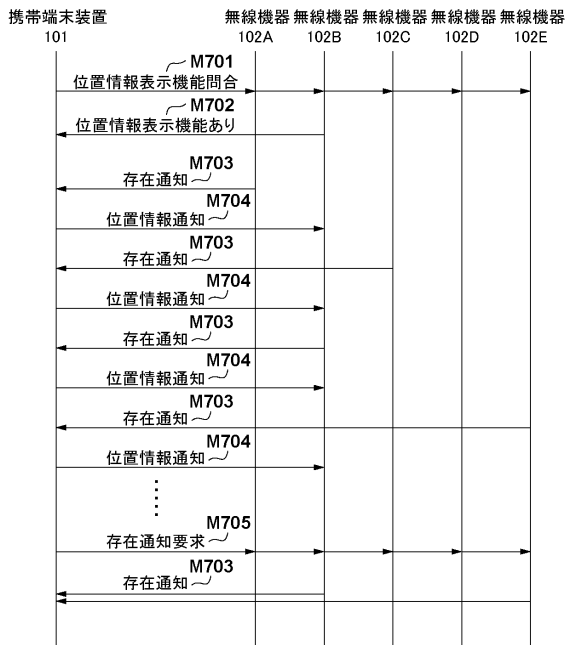 携帯端末装置 無線機器 無線機器 無線機器 無線機器 無線機器
101 102A 102B 102C 102D 102E
M701
位置情報表示機能問合
M702
位置情報表示機能あり
M703
存在通知
M704
位置情報通知
M703
存在通知
M704
位置情報通知
M703
存在通知
M704
位置情報通知
M703
存在通知
M704
位置情報通知
M705
存在通知要求
M703
存在通知